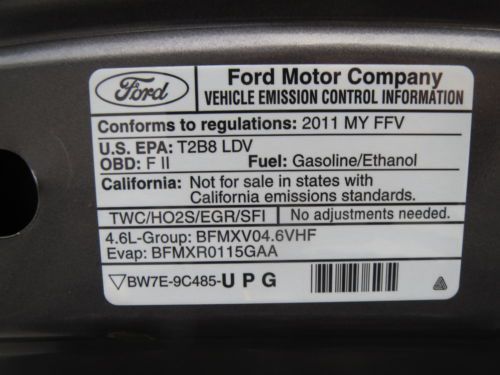 Ford
Ford Motor Company
VEHICLE EMISSION CONTROL INFORMATION
Conforms to regulations: 2011 MY FFV
U.S. EPA: T2B8 LDV
OBD: F II Fuel: Gasoline/Ethanol
California: Not for sale in states with
California emissions standards.
TWC/HO2S/EGR/SFI No adjustments needed.
4.6L-Group: BFMXV04.6VHF
Evap: BFMXR0115GAA
BW7E-9C485-U P G